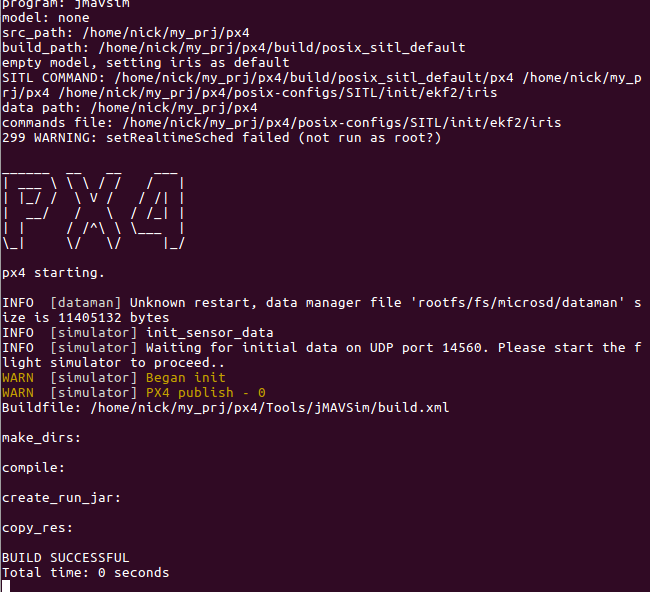 program: jmavsim
model: none
src_path: /home/nick/my_prj/px4
build_path: /home/nick/my_prj/px4/build/posix_sitl_default
empty model, setting iris as default
SITL COMMAND: /home/nick/my_prj/px4/build/posix_sitl_default/px4 /home/nick/my_p
rj/px4 /home/nick/my_prj/px4/posix-configs/SITL/init/ekf2/iris
data path: /home/nick/my_prj/px4
commands file: /home/nick/my_prj/px4/posix-configs/SITL/init/ekf2/iris
299 WARNING: setRealtimeSched failed (not run as root?)
______  __   __    ___
| ___ \ \ \ / /   /   |
| |_/ /  \ V /   / /| |
|  __/   /   \  / /_| |
| |     / /^\ \ \___  |
\_|     \/   \/     |_/
px4 starting.
INFO  [dataman] Unknown restart, data manager file 'rootfs/fs/microsd/dataman' s
ize is 11405132 bytes
INFO  [simulator] init_sensor_data
INFO  [simulator] Waiting for initial data on UDP port 14560. Please start the f
light simulator to proceed..
WARN  [simulator] Began init
WARN  [simulator] PX4 publish - 0
Buildfile: /home/nick/my_prj/px4/Tools/jMAVSim/build.xml
make_dirs:
compile:
create_run_jar:
copy_res:
BUILD SUCCESSFUL
Total time: 0 seconds